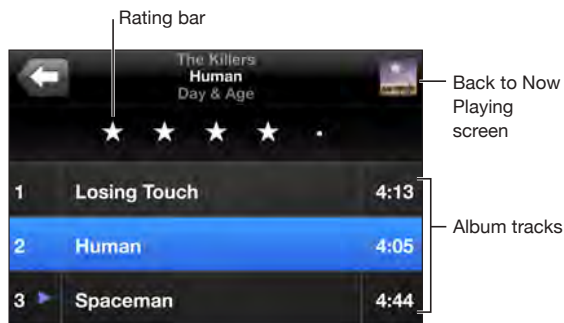 Rating bar
The Killers
Human
Day & Age
Back to Now
Playing
screen
1 Losing Touch 4:13
2 Human 4:05
Album tracks
3 Spaceman 4:44